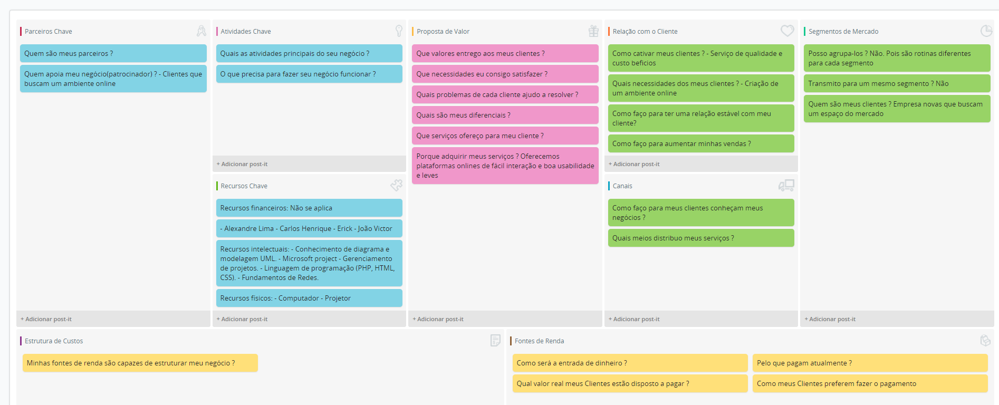 Parceiros Chave
Quem são meus parceiros ?
Quem apoia meu negócio(patrocinador) ? - Clientes que
buscam um ambiente online
+ Adicionar post-it
Atividades Chave
Quais as atividades principais do seu negócio ?
O que precisa para fazer seu negócio funcionar ?
+ Adicionar post-it
Recursos Chave
Recursos financeiros: Não se aplica
- Alexandre Lima - Carlos Henrique - Erick - João Victor
Recursos intelectuais: - Conhecimento de diagrama e
modelagem UML. - Microsoft project - Gerenciamento
de projetos. - Linguagem de programação (PHP, HTML,
CSS). - Fundamentos de Redes.
Recursos físicos: - Computador - Projetor
+ Adicionar post-it
Proposta de Valor
Que valores entrego aos meus clientes ?
Que necessidades eu consigo satisfazer ?
Quais problemas de cada cliente ajudo a resolver ?
Quais são meus diferenciais ?
Que serviços ofereço para meu cliente ?
Porque adquirir meus serviços ? Oferecemos
plataformas onlines de fácil interação e boa usabilidade
e leves
+ Adicionar post-it
Relação com o Cliente
Como cativar meus clientes ? - Serviço de qualidade e
custo beficios
Quais necessidades dos meus clientes ? - Criação de
um ambiente online
Como faço para ter uma relação estável com meu
cliente?
Como faço para aumentar minhas vendas ?
+ Adicionar post-it
Canais
Como faço para meus clientes conheçam meus
negócios ?
Quais meios distribuo meus serviços ?
+ Adicionar post-it
Segmentos de Mercado
Posso agrupa-los ? Não. Pois são rotinas diferentes
para cada segmento
Transmito para um mesmo segmento ? Não
Quem são meus clientes ? Empresa novas que buscam
um espaço do mercado
+ Adicionar post-it
Estrutura de Custos
Minhas fontes de renda são capazes de estruturar meu negócio ?
Fontes de Renda
Como será a entrada de dinheiro ?
Pelo que pagam atualmente ?
Qual valor real meus Clientes estão disposto a pagar ?
Como meus Clientes preferem fazer o pagamento